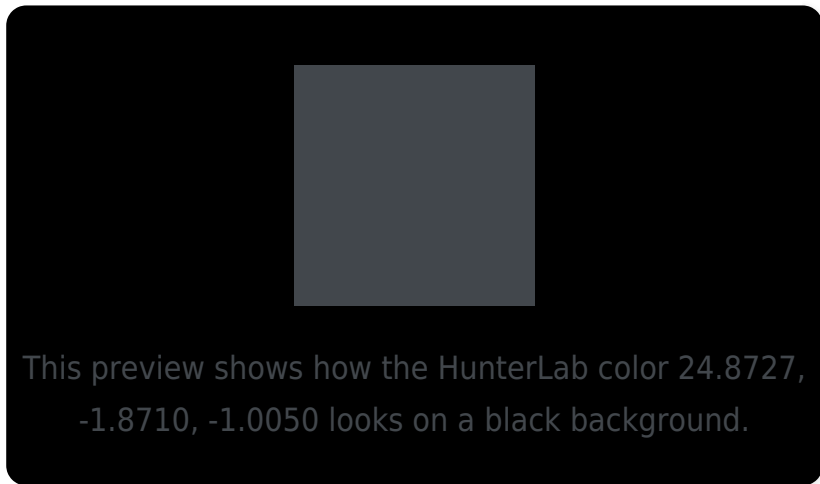 This preview shows how the HunterLab color 24.8727,
-1.8710, -1.0050 looks on a black background.